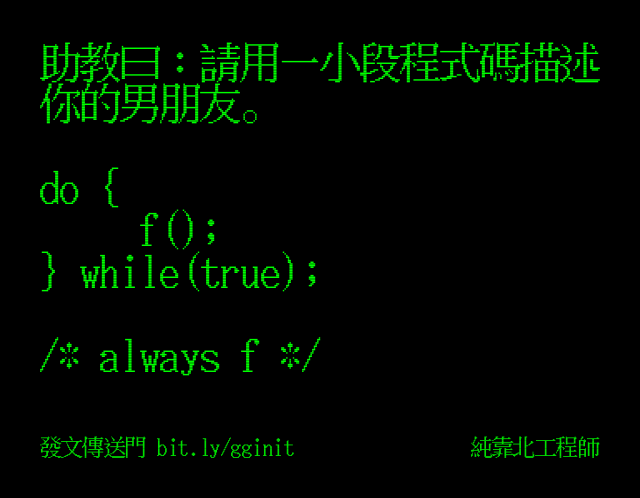 助教曰：請用一小段程式碼描述
你的男朋友。
do {
f();
} while(true);
/* always f */
發文傳送門 bit.ly/gginit
純靠北工程師